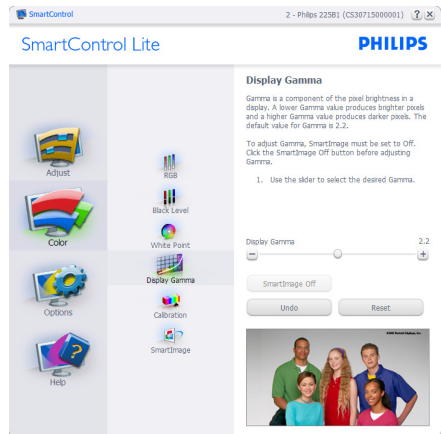 SmartControl
2 - Philips 225B1 (CS30715000001)
SmartControl Lite
PHILIPS
Adjust
Color
Options
Help
RGB
Black Level
White Point
Display Gamma
Calibration
SmartImage
Display Gamma
Gamma is a component of the pixel brightness in a
display. A lower Gamma value produces brighter pixels
and a higher Gamma value produces darker pixels. The
default value for Gamma is 2.2.
To adjust Gamma, SmartImage must be set to Off.
Click the SmartImage Off button before adjusting
Gamma.
1. Use the slider to select the desired Gamma.
Display Gamma
2.2
SmartImage Off
Undo
Reset